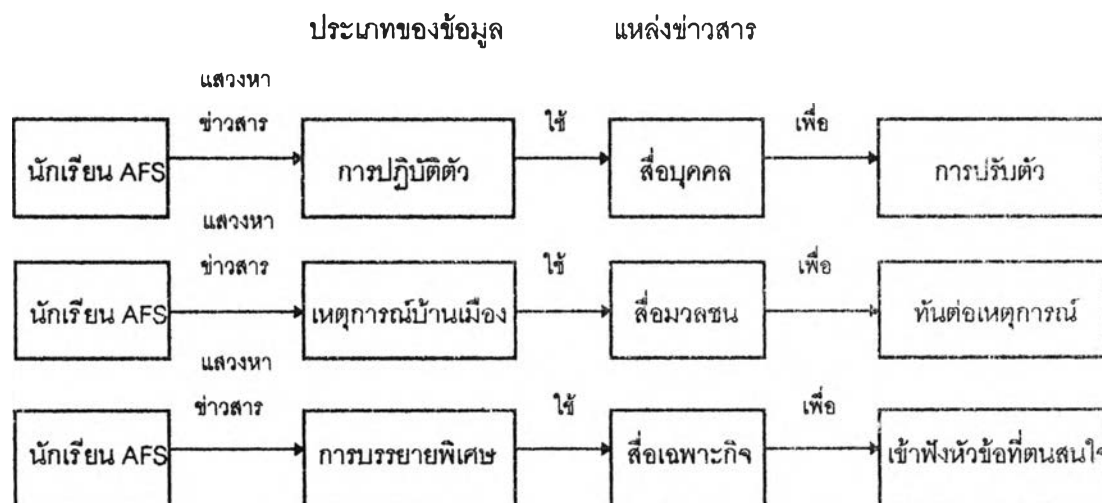 ประเภทของข้อมูล แหล่งข่าวสาร
แสวงหา
ข่าวสาร ใช้ เพื่อ
นักเรียน AFS การปฏิบัติตัว สื่อบุคคล การปรับตัว
แสวงหา
ข่าวสาร ใช้ เพื่อ
นักเรียน AFS เหตุการณ์บ้านเมือง สื่อมวลชน ทันต่อเหตุการณ์
แสวงหา
ข่าวสาร ใช้ เพื่อ
นักเรียน AFS การบรรยายพิเศษ สื่อเฉพาะกิจ เข้าฟังหัวข้อที่ตนสนใจ